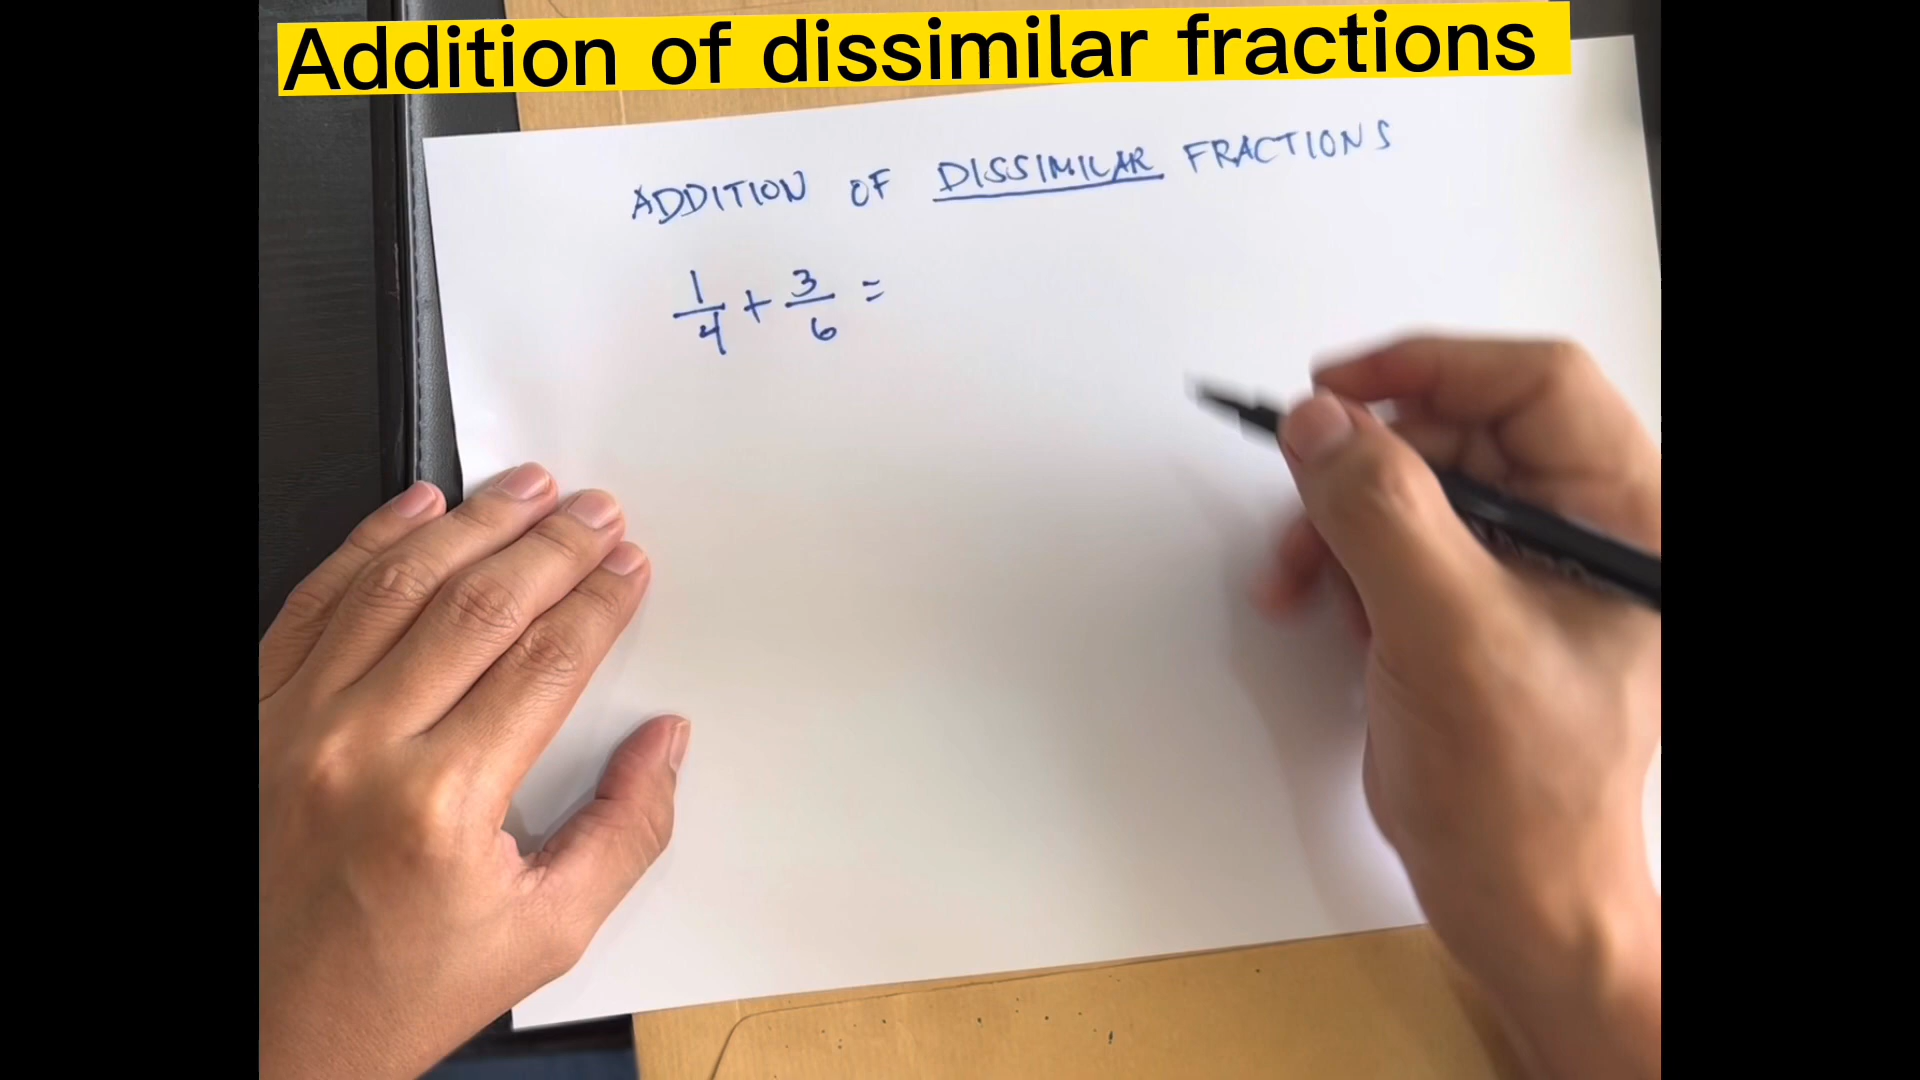 Addition of dissimilar fractions
ADDITION OF DISSIMILAR FRACTIONS
1/4 + 3/6 =